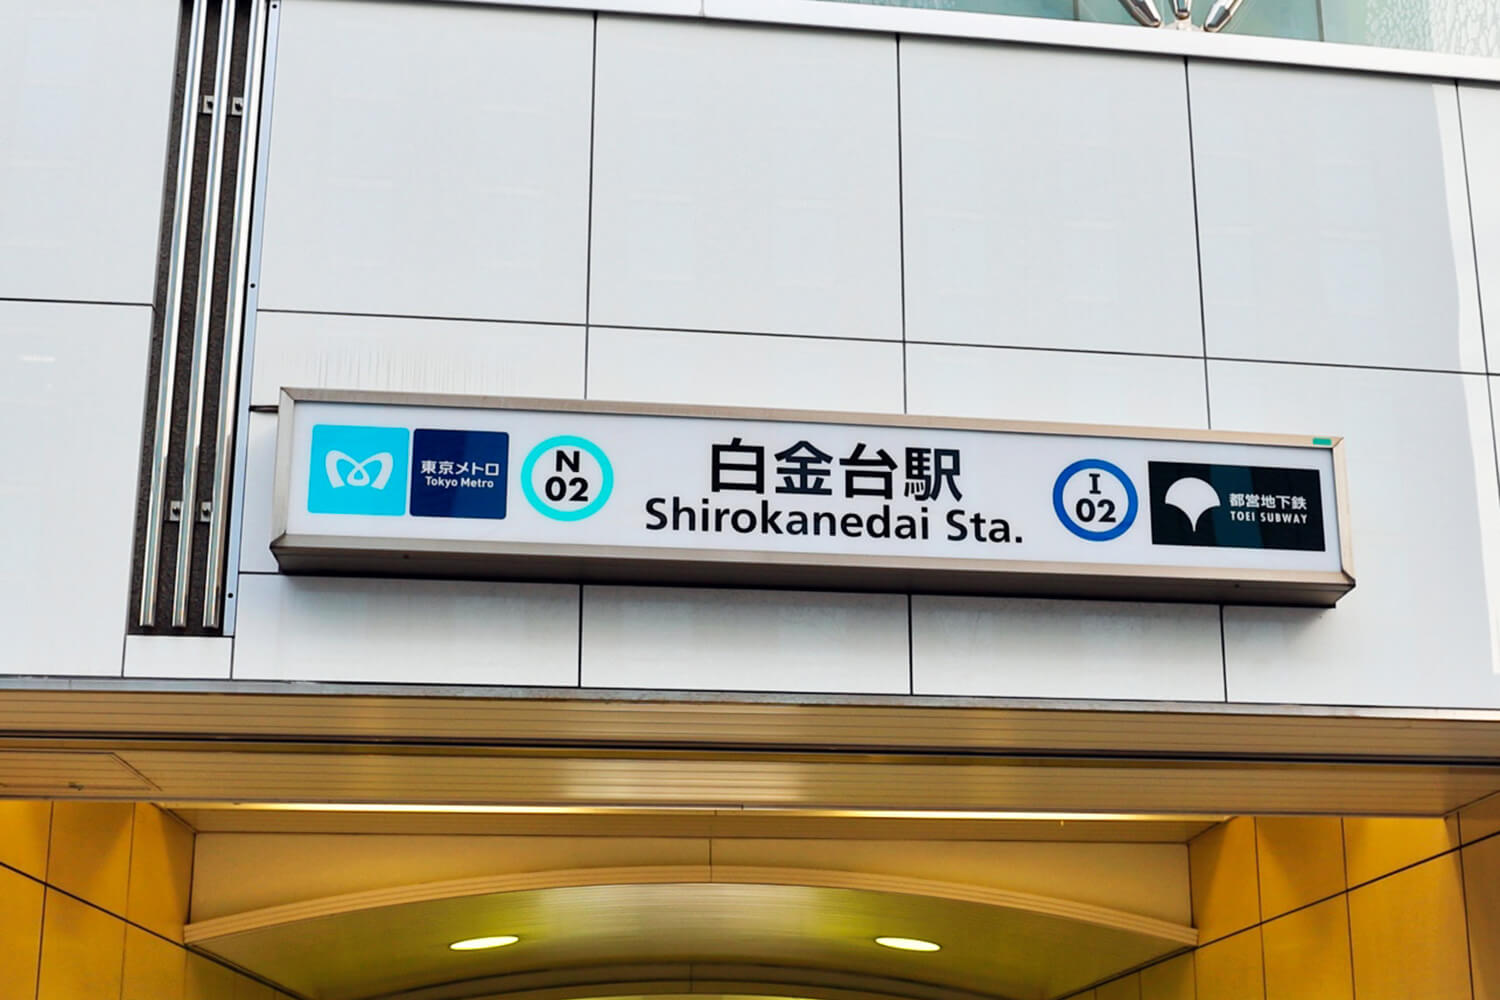 東京メトロ
Tokyo Metro
N
02
白金台駅
Shirokanedai Sta.
I
02
都営地下鉄
TOEI SUBWAY